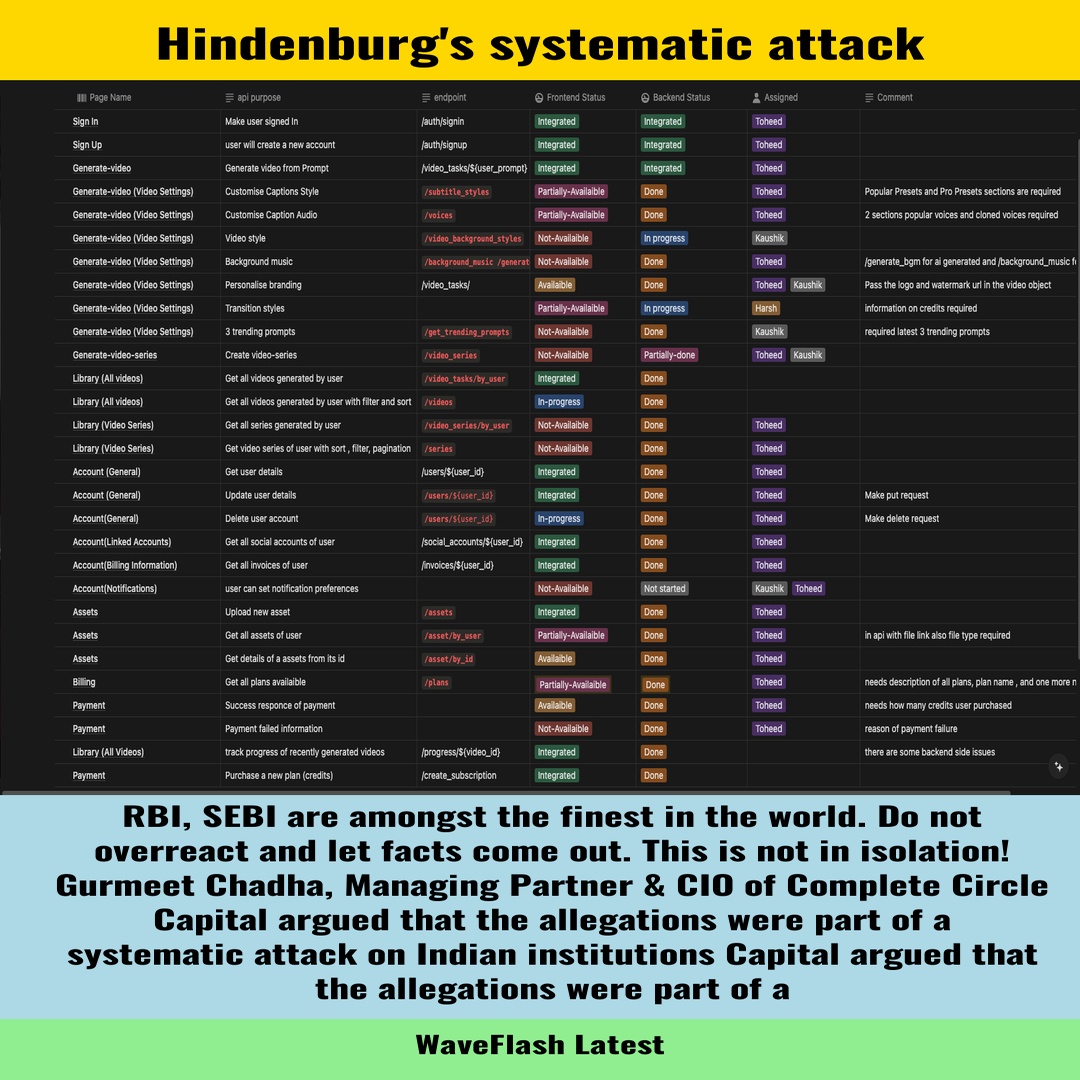 Hindenburg's systematic attack
Page Name api purpose endpoint Frontend Status Backend Status Assigned Comment
Sign In Make user signed In /auth/signin Integrated Integrated Toheed
Sign Up user will create a new account /auth/signup Integrated Integrated Toheed
Generate-video Generate video from Prompt /video_tasks/${user_prompt} Integrated Integrated Toheed
Generate-video (Video Settings) Customise Captions Style /subtitle_styles Partially-Available Done Toheed Popular Presets and Pro Presets sections are required
Generate-video (Video Settings) Customise Caption Audio /voices Partially-Available Done Toheed 2 sections popular voices and cloned voices required
Generate-video (Video Settings) Video style /video_background_styles Not-Available In progress Kaushik
Generate-video (Video Settings) Background music /background_music /generat Not-Available Done Toheed /generate_bgm for ai generated and /background_music f
Generate-video (Video Settings) Personalise branding /video_tasks/ Available Done Toheed Kaushik Pass the logo and watermark url in the video object
Generate-video (Video Settings) Transition styles Partially-Available In progress Harsh information on credits required
Generate-video (Video Settings) 3 trending prompts /get_trending_prompts Not-Available Done Kaushik required latest 3 trending prompts
Generate-video-series Create video-series /video_series Not-Available Partially-done Toheed Kaushik
Library (All videos) Get all videos generated by user /video_tasks/by_user Integrated Done
Library (All videos) Get all videos generated by user with filter and sort /videos In-progress Done
Library (Video Series) Get all series generated by user /video_series/by_user Not-Available Done Toheed
Library (Video Series) Get video series of user with sort , filter, pagination /series Not-Available Done Toheed
Account (General) Get user details /users/${user_id} Integrated Done Toheed
Account (General) Update user details /users/${user_id} Integrated Done Toheed Make put request
Account(General) Delete user account /users/${user_id} In-progress Done Toheed Make delete request
Account(Linked Accounts) Get all social accounts of user /social_accounts/${user_id} Integrated Done Toheed
Account(Billing Information) Get all invoices of user /invoices/${user_id} Integrated Done Toheed
Account(Notifications) user can set notification preferences Not-Available Not started Kaushik Toheed
Assets Upload new asset /assets Integrated Done Toheed
Assets Get all assets of user /asset/by_user Partially-Available Done Toheed in api with file link also file type required
Assets Get details of a assets from its id /asset/by_id Available Done Toheed
Billing Get all plans available /plans Partially-Available Done Toheed needs description of all plans, plan name , and one more n
Payment Success responce of payment Available Done Toheed needs how many credits user purchased
Payment Payment failed information Not-Available Done Toheed reason of payment failure
Library (All Videos) track progress of recently generated videos /progress/${video_id} Integrated Done there are some backend side issues
Payment Purchase a new plan (credits) /create_subscription Integrated Done
RBI, SEBI are amongst the finest in the world. Do not
overreact and let facts come out. This is not in isolation!
Gurmeet Chadha, Managing Partner & CIO of Complete Circle
Capital argued that the allegations were part of a
systematic attack on Indian institutions Capital argued that
the allegations were part of a
WaveFlash Latest